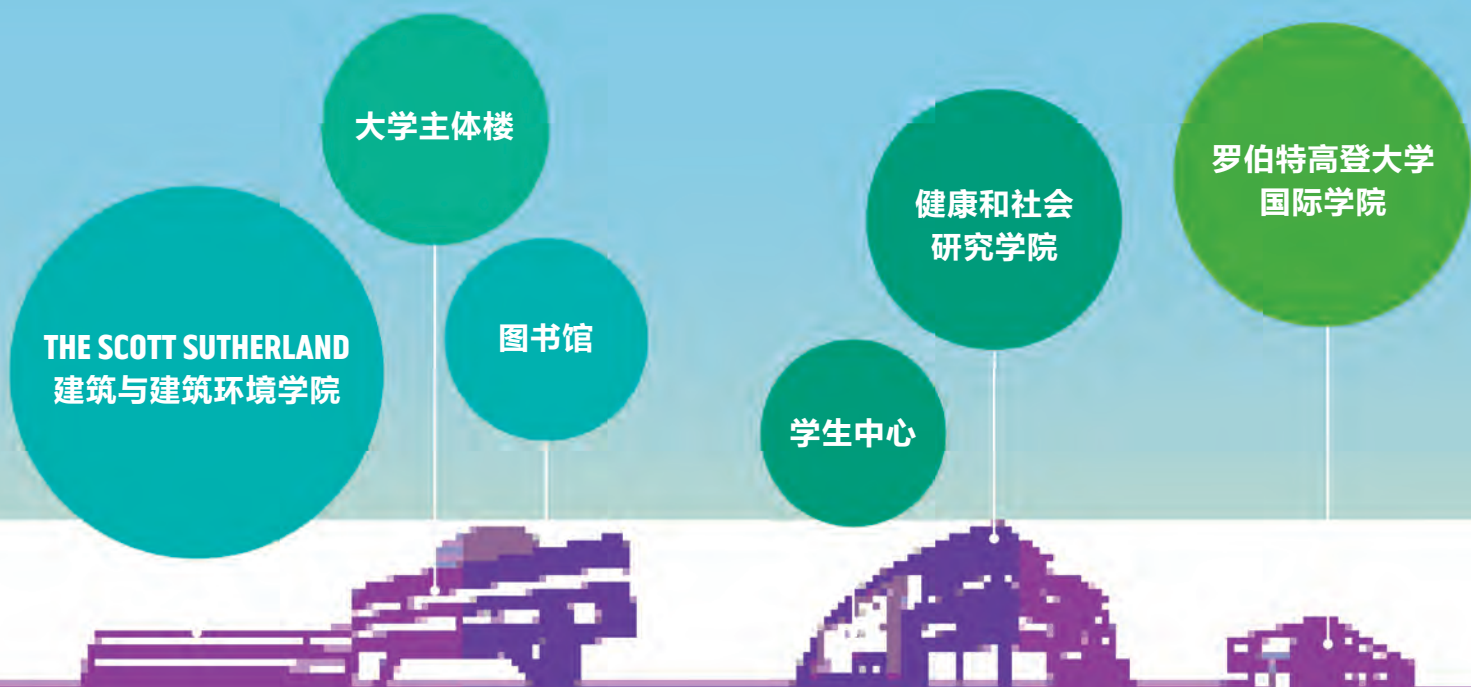 THE SCOTT SUTHERLAND
建筑与建筑环境学院
大学主体楼
图书馆
学生中心
健康和社会
研究学院
罗伯特高登大学
国际学院